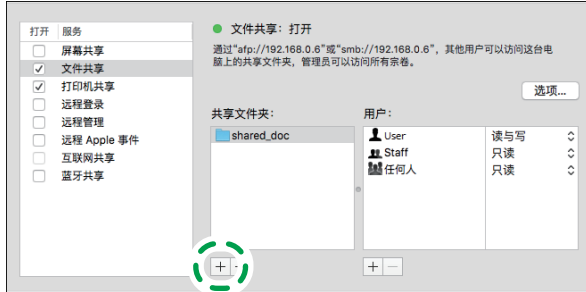 打开 服务
屏幕共享
文件共享
打印机共享
远程登录
远程管理
远程 Apple 事件
互联网共享
蓝牙共享
文件共享：打开
通过“afp://192.168.0.6”或“smb://192.168.0.6”，其他用户可以访问这台电
脑上的共享文件夹，管理员可以访问所有宗卷。
选项...
共享文件夹：
shared_doc
用户：
User 读与写
Staff 只读
任何人 只读